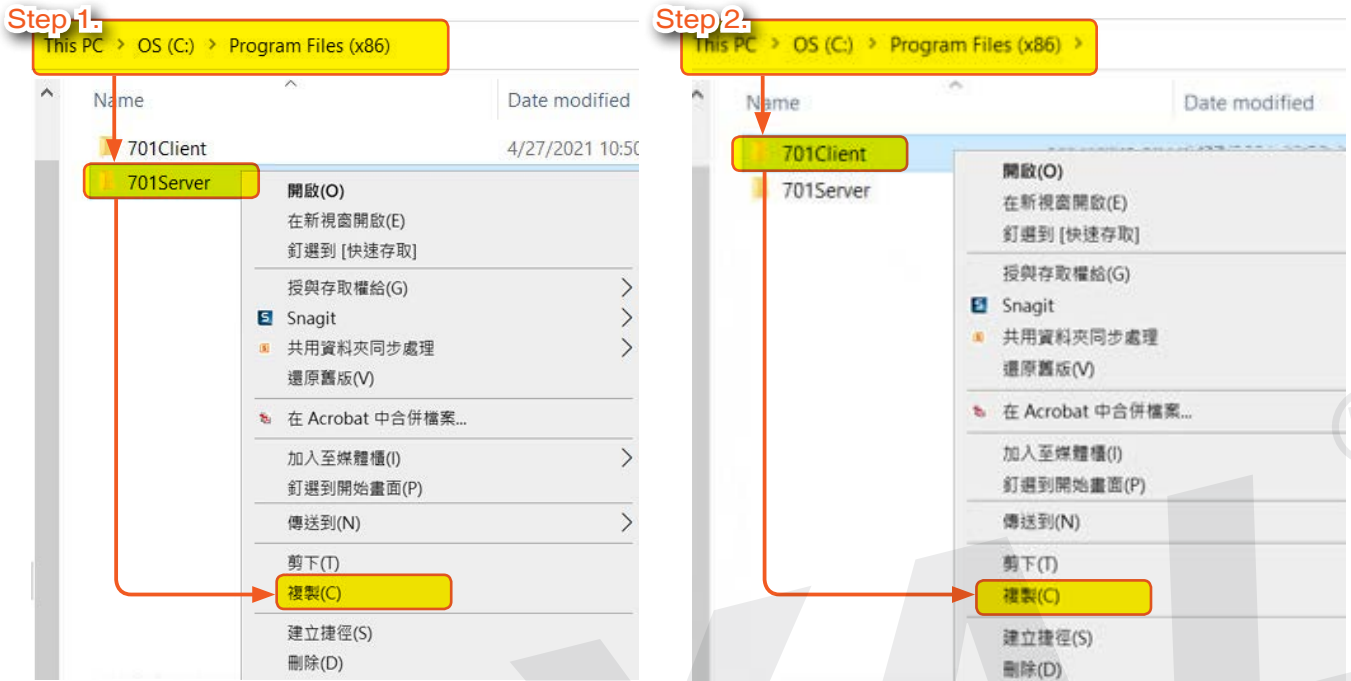 Step 1.
This PC > OS (C:) > Program Files (x86)
Name Date modified
701Client 4/27/2021 10:50
701Server
開啟(O)
在新視窗開啟(E)
釘選到 [快速存取]
授與存取權給(G)
Snagit
共用資料夾同步處理
還原舊版(V)
在 Acrobat 中合併檔案...
加入至媒體櫃(I)
釘選到開始畫面(P)
傳送到(N)
剪下(T)
複製(C)
建立捷徑(S)
刪除(D)
Step 2.
This PC > OS (C:) > Program Files (x86) >
Name Date modified
701Client
701Server
開啟(O)
在新視窗開啟(E)
釘選到 [快速存取]
授與存取權給(G)
Snagit
共用資料夾同步處理
還原舊版(V)
在 Acrobat 中合併檔案...
加入至媒體櫃(I)
釘選到開始畫面(P)
傳送到(N)
剪下(T)
複製(C)
建立捷徑(S)
刪除(D)